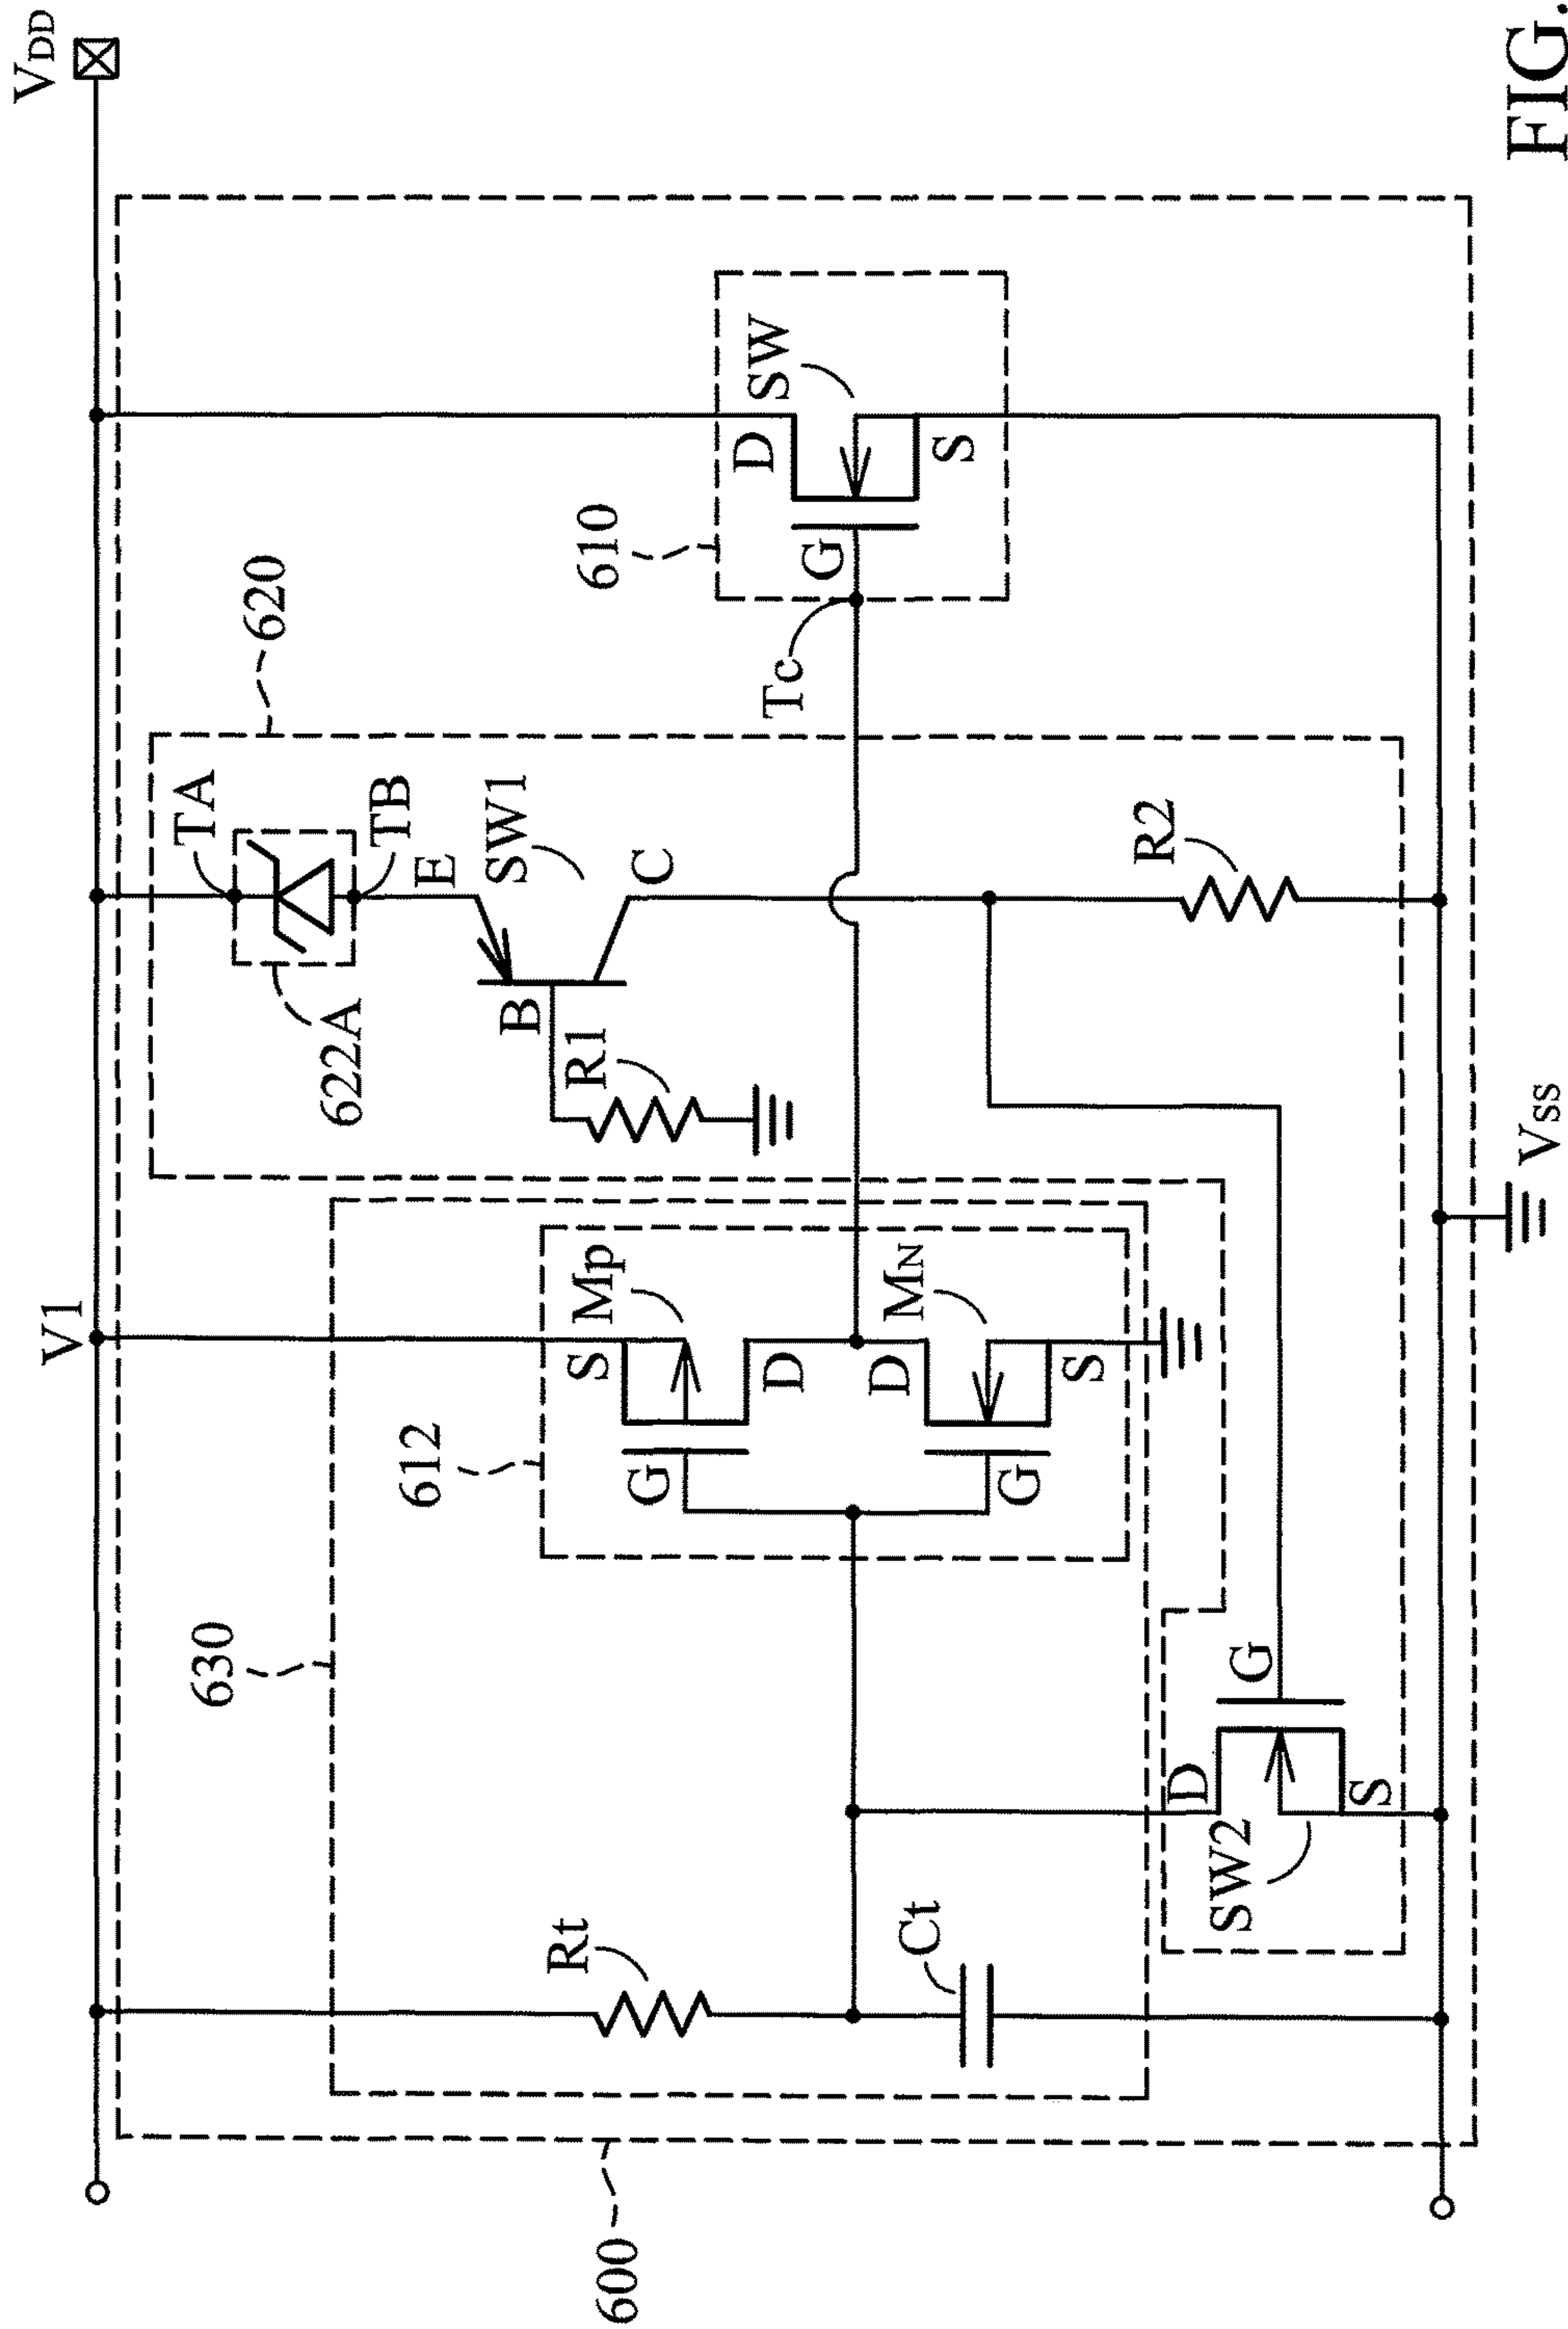 V1
VDD
600
630
612
620
610
622A
TA
TB
E
SW1
C
B
R1
R2
Tc
D
SW
G
S
Mp
S
G
D
MN
D
G
S
Rt
Ct
SW2
D
G
S
Vss
FIG.